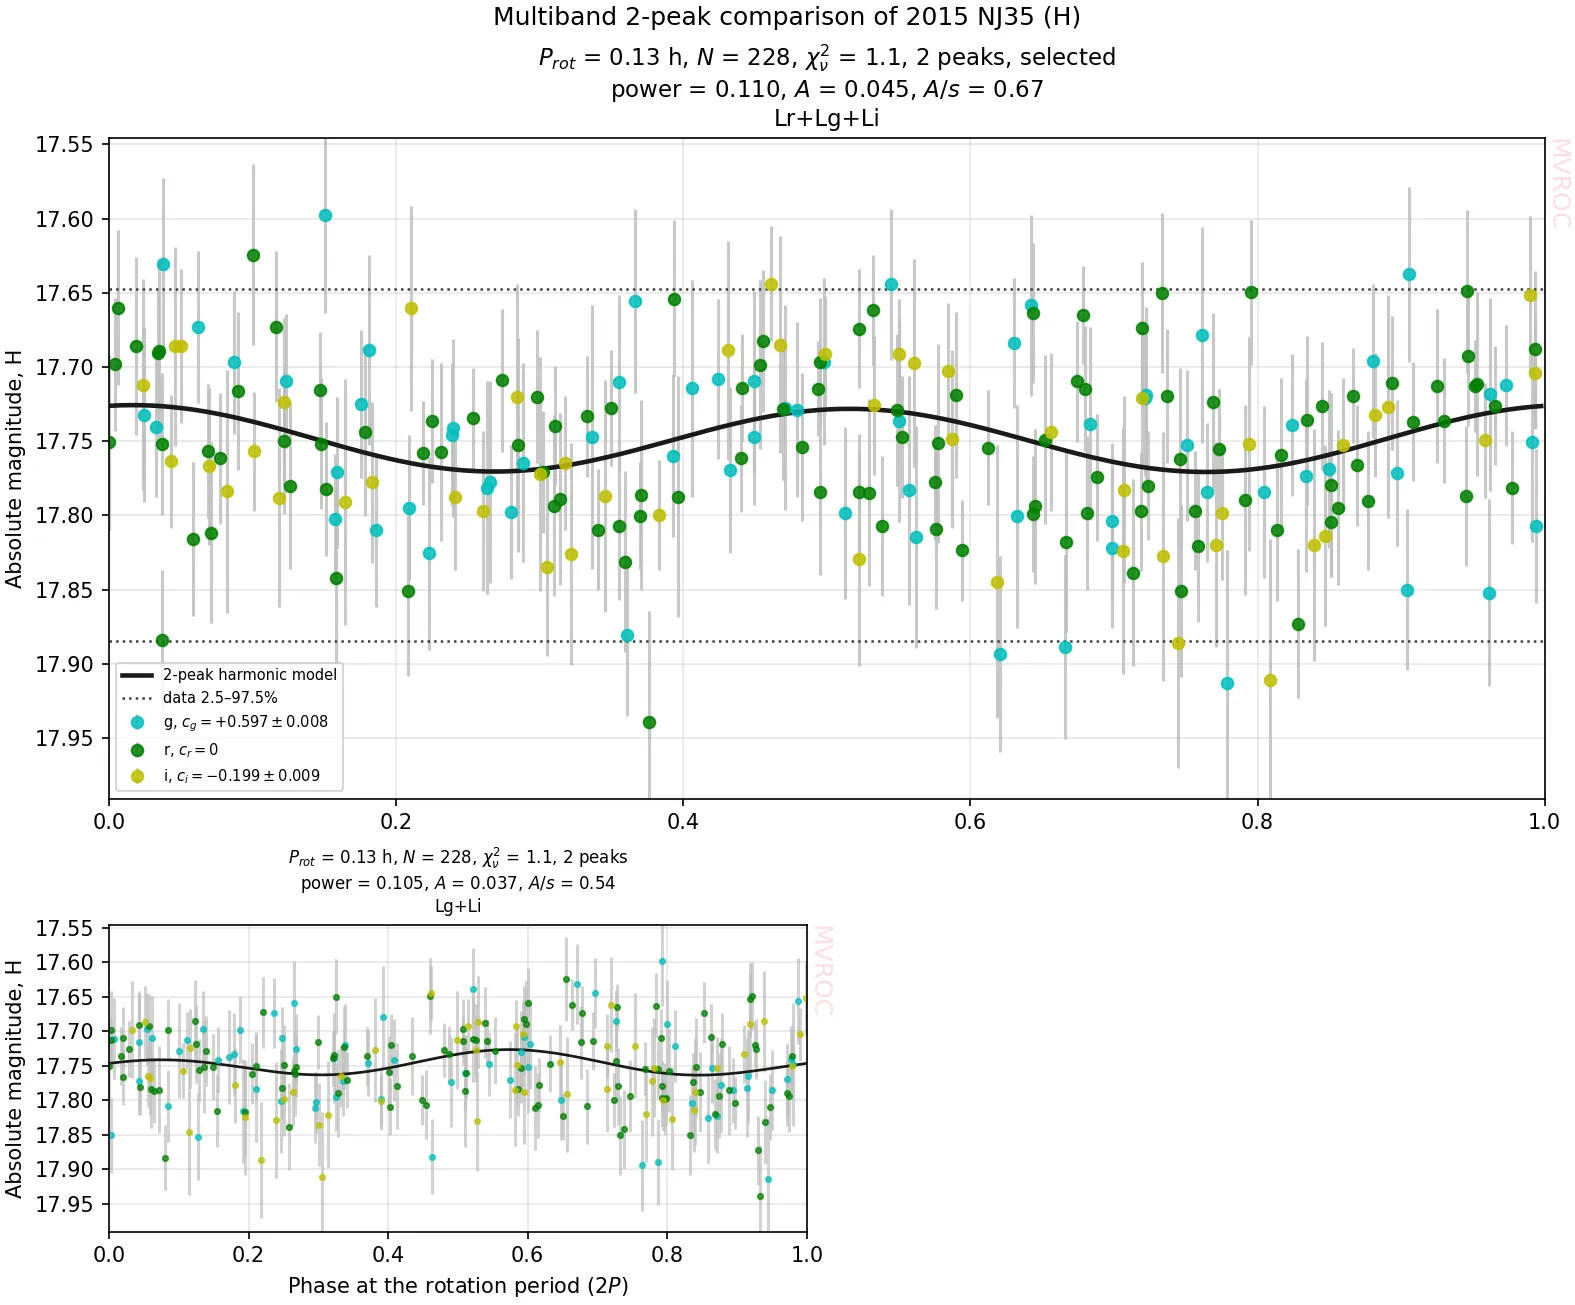 Multiband 2-peak comparison of 2015 NJ35 (H)
P_rot = 0.13 h, N = 228, χ²_ν = 1.1, 2 peaks, selected
power = 0.110, A = 0.045, A/s = 0.67
Lr+Lg+Li
17.55
17.60
17.65
17.70
17.75
17.80
17.85
17.90
17.95
Absolute magnitude, H
MVROC
2-peak harmonic model
data 2.5–97.5%
g, c_g = +0.597 ± 0.008
r, c_r = 0
i, c_i = −0.199 ± 0.009
0.0 0.2 0.4 0.6 0.8 1.0
P_rot = 0.13 h, N = 228, χ²_ν = 1.1, 2 peaks
power = 0.105, A = 0.037, A/s = 0.54
Lg+Li
17.55
17.60
17.65
17.70
17.75
17.80
17.85
17.90
17.95
Absolute magnitude, H
MVROC
0.0 0.2 0.4 0.6 0.8 1.0
Phase at the rotation period (2P)